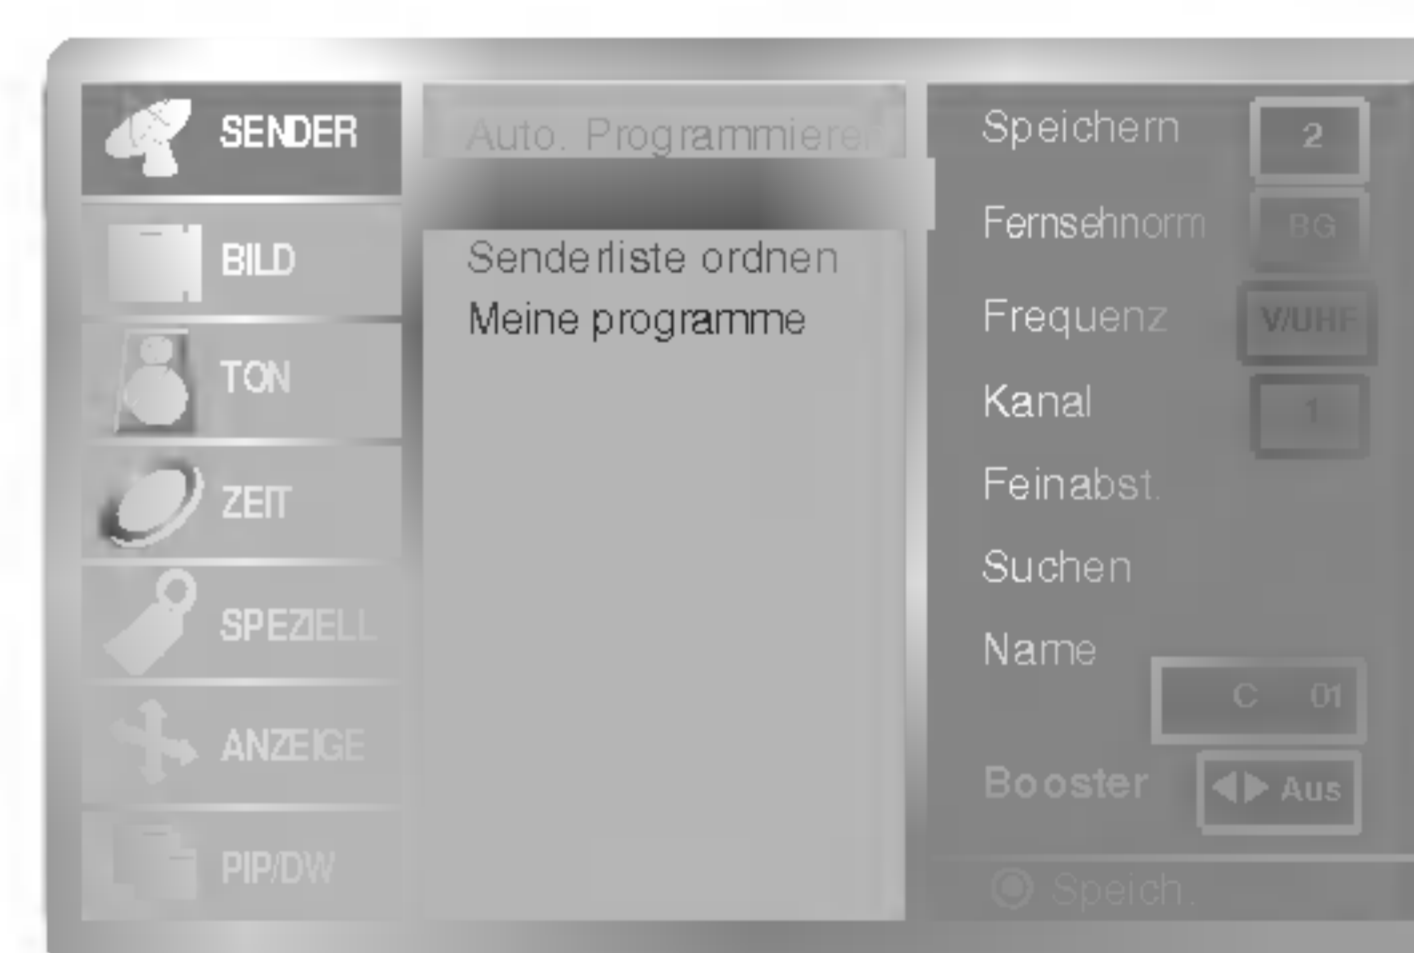 SENDER
BILD
TON
ZEIT
SPEZIELL
ANZEIGE
PIP/DW
Auto. Programmieren
Senderliste ordnen
Meine programme
Speichern 2
Fernsehnorm BG
Frequenz V/UHF
Kanal 1
Feinabst.
Suchen
Name
C 01
Booster ◀▶ Aus
Speich.